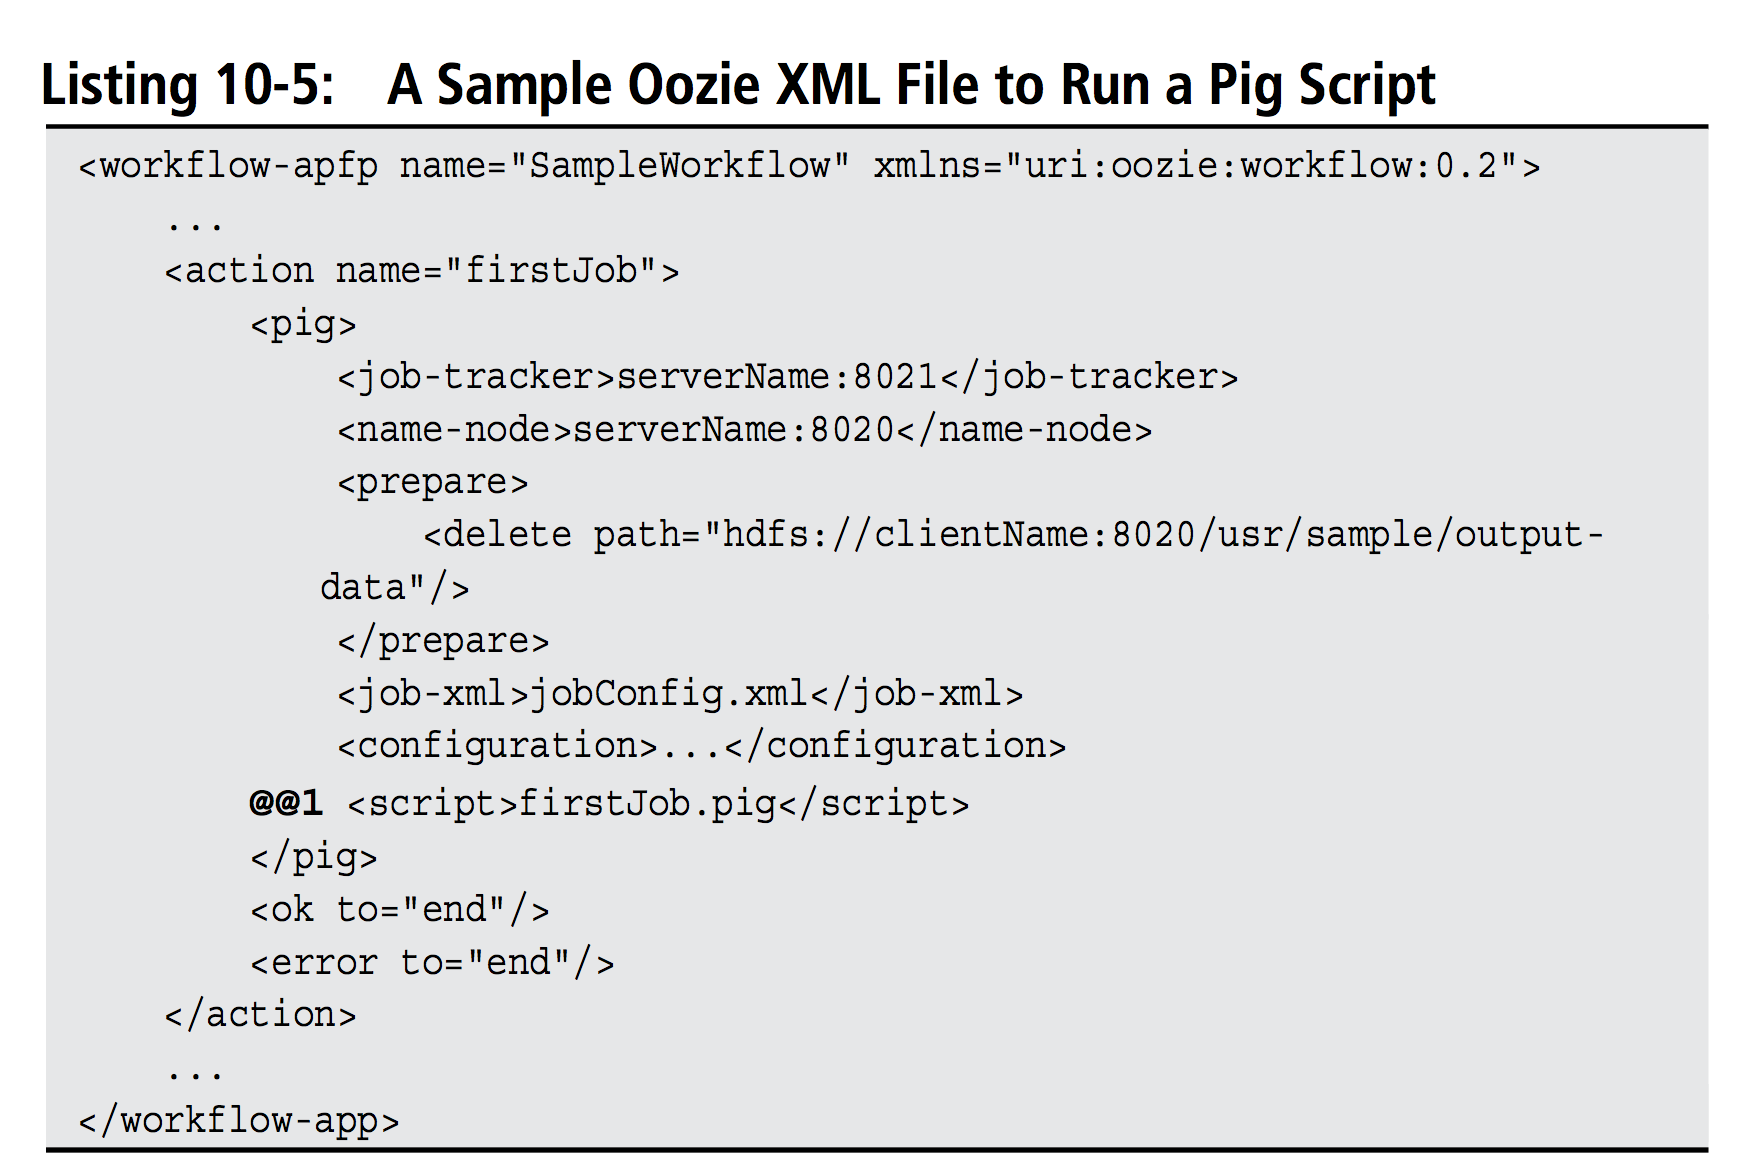 Listing 10-5: A Sample Oozie XML File to Run a Pig Script
<workflow-apfp name="SampleWorkflow" xmlns="uri:oozie:workflow:0.2">
...
<action name="firstJob">
<pig>
<job-tracker>serverName:8021</job-tracker>
<name-node>serverName:8020</name-node>
<prepare>
<delete path="hdfs://clientName:8020/usr/sample/output-
data"/>
</prepare>
<job-xml>jobConfig.xml</job-xml>
<configuration>...</configuration>
@@1 <script>firstJob.pig</script>
</pig>
<ok to="end"/>
<error to="end"/>
</action>
...
</workflow-app>